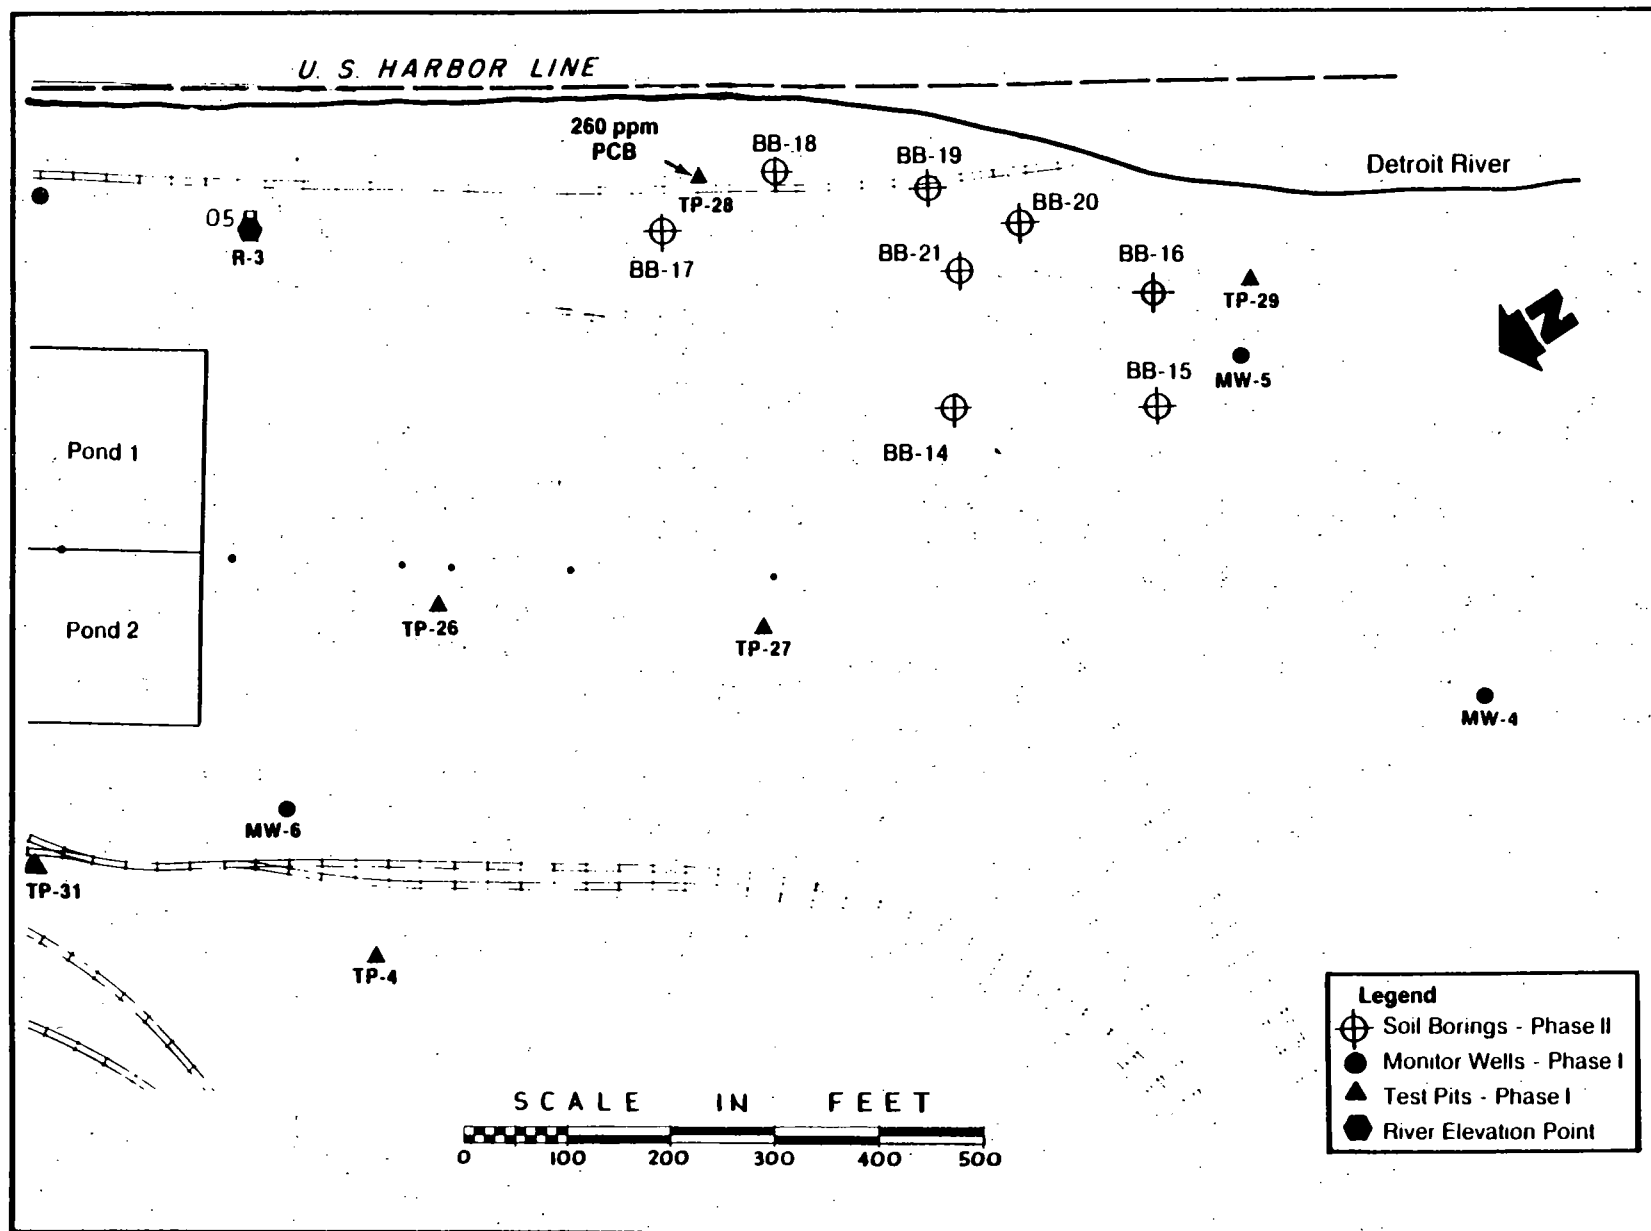 U. S. HARBOR LINE
260 ppm
PCB
BB-18
BB-19
Detroit River
TP-28
BB-20
05
R-3
BB-17
BB-21
BB-16
TP-29
N
BB-15
MW-5
Pond 1
BB-14
Pond 2
TP-26
TP-27
MW-4
MW-6
TP-31
TP-4
Legend
Soil Borings - Phase II
Monitor Wells - Phase I
Test Pits - Phase I
River Elevation Point
SCALE IN FEET
0 100 200 300 400 500